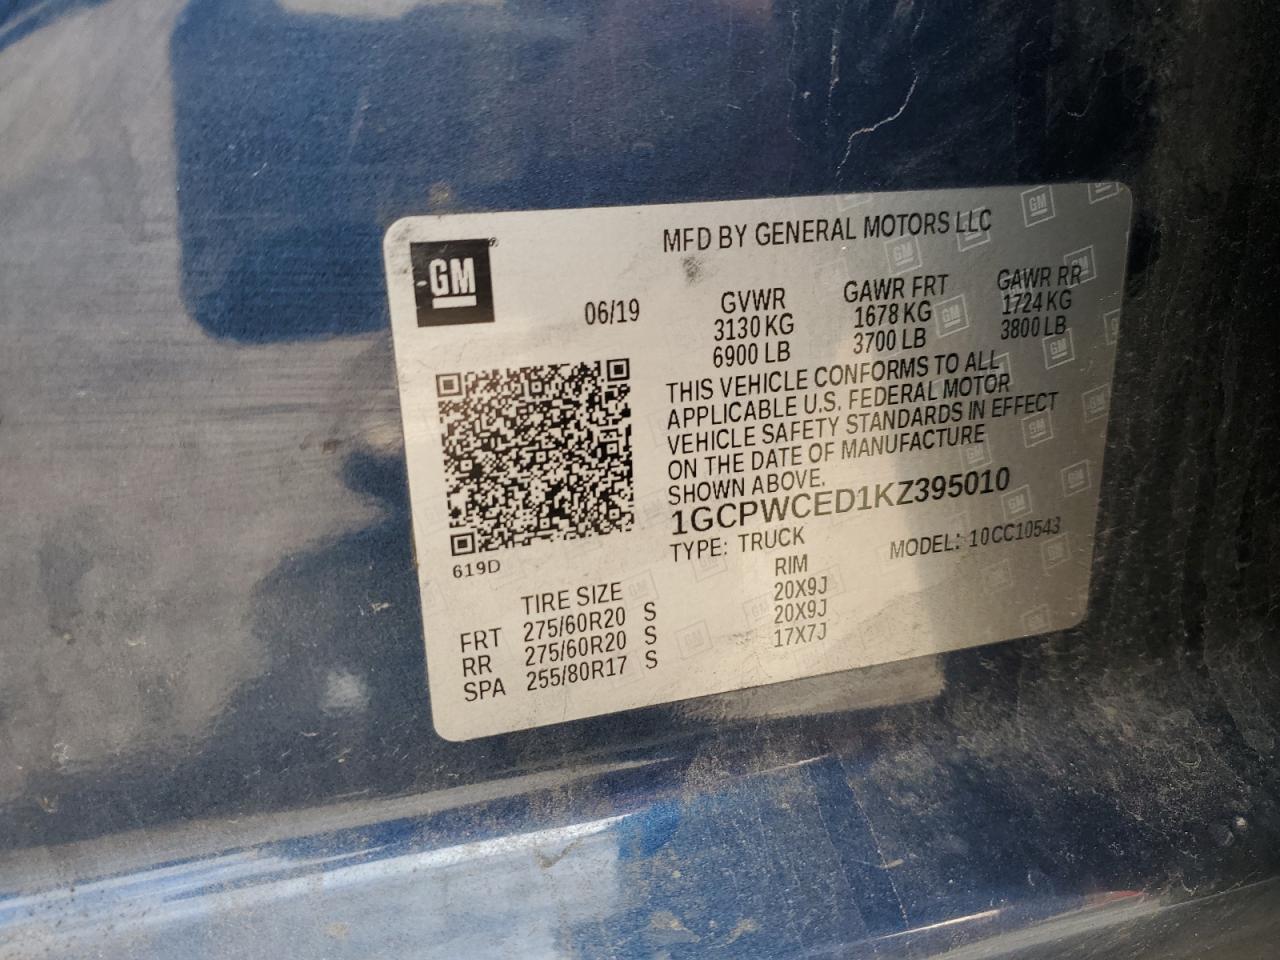 MFD BY GENERAL MOTORS LLC
GM
06/19
GVWR GAWR FRT GAWR RR
3130 KG 1678 KG 1724 KG
6900 LB 3700 LB 3800 LB
THIS VEHICLE CONFORMS TO ALL
APPLICABLE U.S. FEDERAL MOTOR
VEHICLE SAFETY STANDARDS IN EFFECT
ON THE DATE OF MANUFACTURE
SHOWN ABOVE.
1GCPWCED1KZ395010
TYPE: TRUCK MODEL: 10CC10543
619D
TIRE SIZE RIM
FRT 275/60R20 S 20X9J
RR 275/60R20 S 20X9J
SPA 255/80R17 S 17X7J